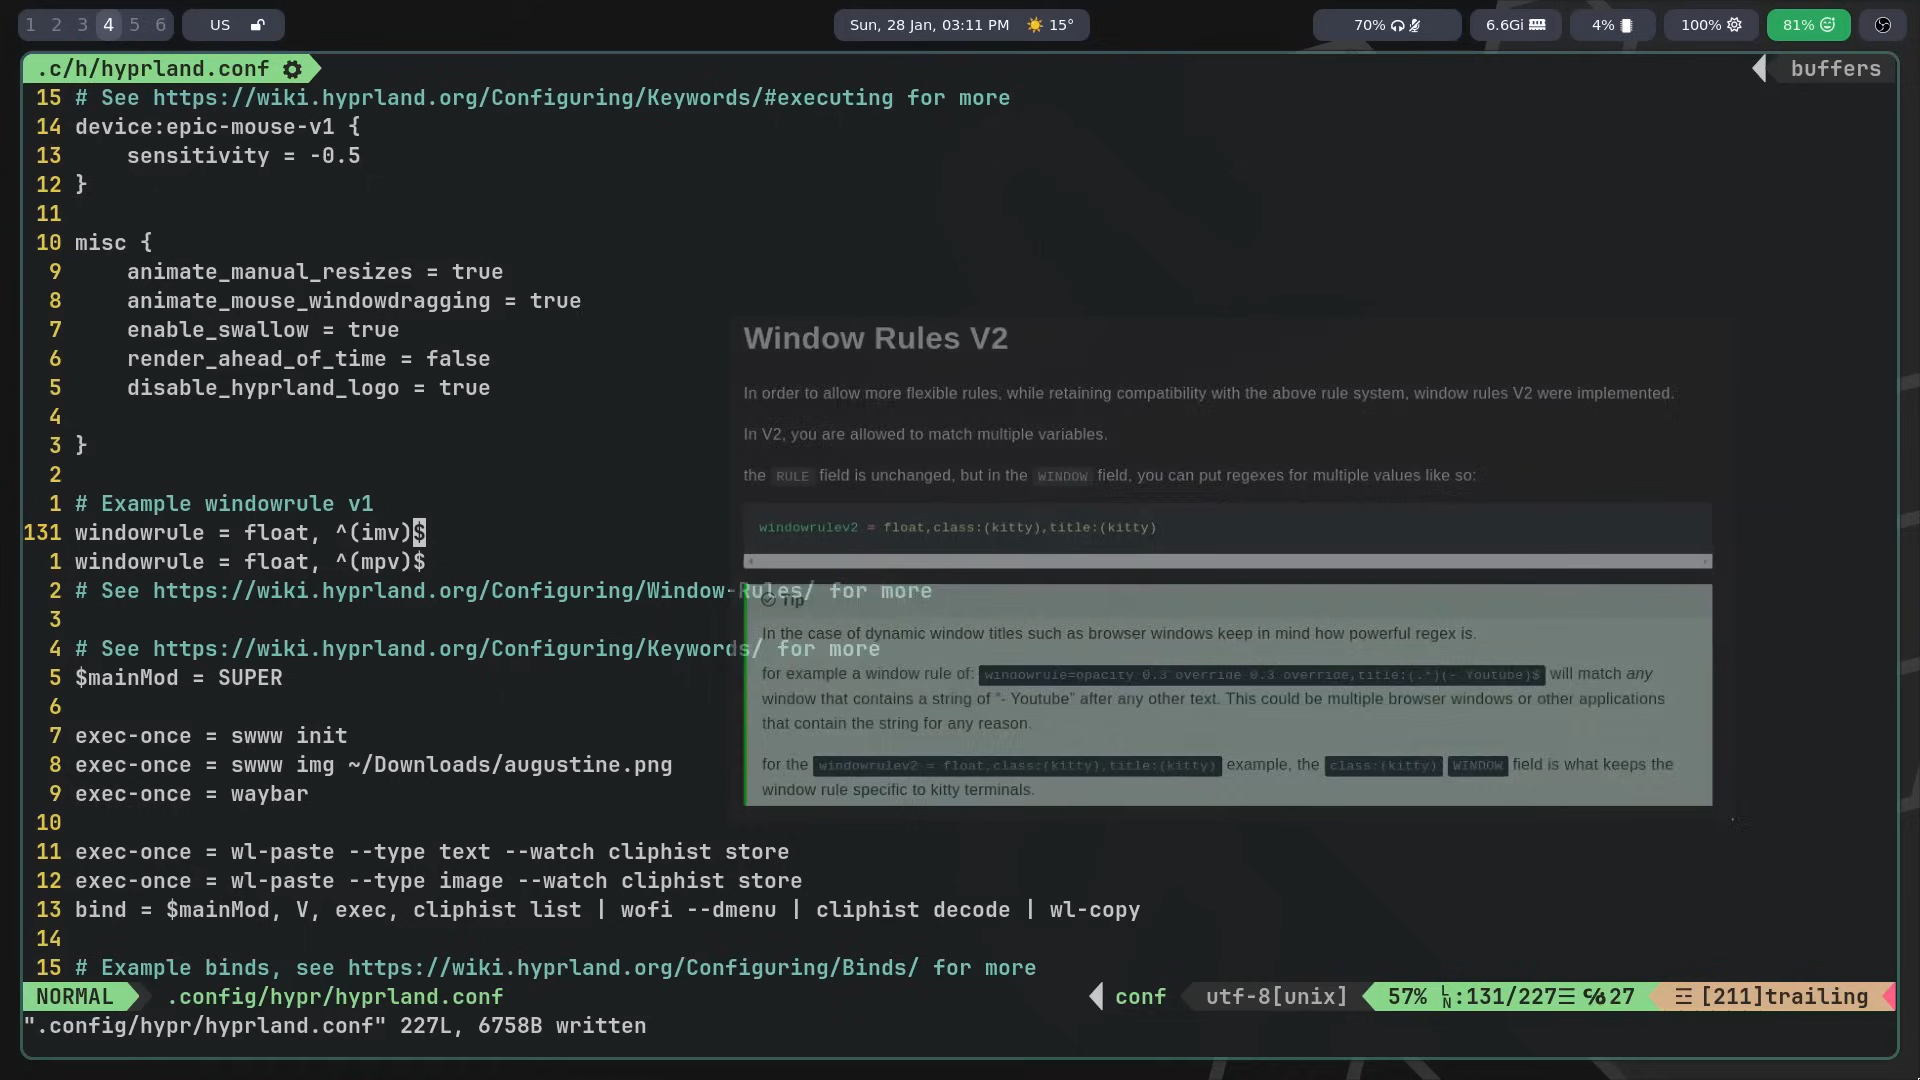 1 2 3 4 5 6 US Sun, 28 Jan, 03:11 PM 15° 70% 6.6Gi 4% 100% 81%
.c/h/hyprland.conf buffers
15 # See https://wiki.hyprland.org/Configuring/Keywords/#executing for more
14 device:epic-mouse-v1 {
13     sensitivity = -0.5
12 }
11
10 misc {
9     animate_manual_resizes = true
8     animate_mouse_windowdragging = true
7     enable_swallow = true
6     render_ahead_of_time = false
5     disable_hyprland_logo = true
4
3 }
2
1 # Example windowrule v1
131 windowrule = float, ^(imv)$
1 windowrule = float, ^(mpv)$
2 # See https://wiki.hyprland.org/Configuring/Window-Rules/ for more
3
4 # See https://wiki.hyprland.org/Configuring/Keywords/ for more
5 $mainMod = SUPER
6
7 exec-once = swww init
8 exec-once = swww img ~/Downloads/augustine.png
9 exec-once = waybar
10
11 exec-once = wl-paste --type text --watch cliphist store
12 exec-once = wl-paste --type image --watch cliphist store
13 bind = $mainMod, V, exec, cliphist list | wofi --dmenu | cliphist decode | wl-copy
14
15 # Example binds, see https://wiki.hyprland.org/Configuring/Binds/ for more
Window Rules V2
In order to allow more flexible rules, while retaining compatibility with the above rule system, window rules V2 were implemented.
In V2, you are allowed to match multiple variables.
the RULE field is unchanged, but in the WINDOW field, you can put regexes for multiple values like so:
windowrulev2 = float,class:(kitty),title:(kitty)
Tip
In the case of dynamic window titles such as browser windows keep in mind how powerful regex is.
for example a window rule of: windowrule=opacity 0.3 override 0.3 override,title:(.*)(- Youtube)$ will match any
window that contains a string of “- Youtube” after any other text. This could be multiple browser windows or other applications
that contain the string for any reason.
for the windowrulev2 = float,class:(kitty),title:(kitty) example, the class:(kitty) WINDOW field is what keeps the
window rule specific to kitty terminals.
NORMAL .config/hypr/hyprland.conf conf utf-8[unix] 57% LN:131/227☰ ℅27 ☲ [211]trailing
".config/hypr/hyprland.conf" 227L, 6758B written